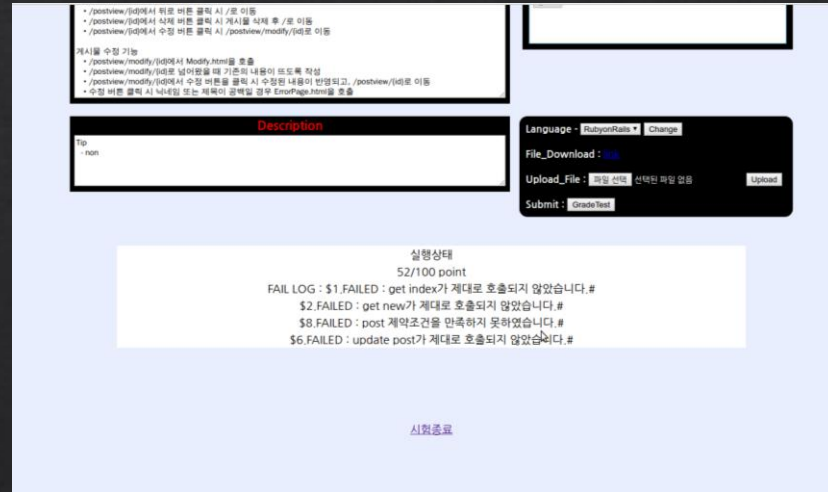 • /postview/{id}에서 뒤로 버튼 클릭 시 /로 이동
• /postview/{id}에서 삭제 버튼 클릭 시 게시물 삭제 후 /로 이동
• /postview/{id}에서 수정 버튼 클릭 시 /postview/modify/{id}로 이동
게시물 수정 기능
• /postview/modify/{id}에서 Modify.html을 호출
• /postview/modify/{id}로 넘어왔을 때 기존의 내용이 뜨도록 작성
• /postview/modify/{id}에서 수정 버튼을 클릭 시 수정된 내용이 반영되고, /postview/{id}로 이동
• 수정 버튼 클릭 시 닉네임 또는 제목이 공백일 경우 ErrorPage.html을 호출
Description
Tip
- non
Language - RubyonRails Change
File_Download :
Upload_File : 파일 선택 선택된 파일 없음 Upload
Submit : GradeTest
실행상태
52/100 point
FAIL LOG : $1.FAILED : get index가 제대로 호출되지 않았습니다.#
$2.FAILED : get new가 제대로 호출되지 않았습니다.#
$8.FAILED : post 제약조건을 만족하지 못하였습니다.#
$6.FAILED : update post가 제대로 호출되지 않았습니다.#
시험종료